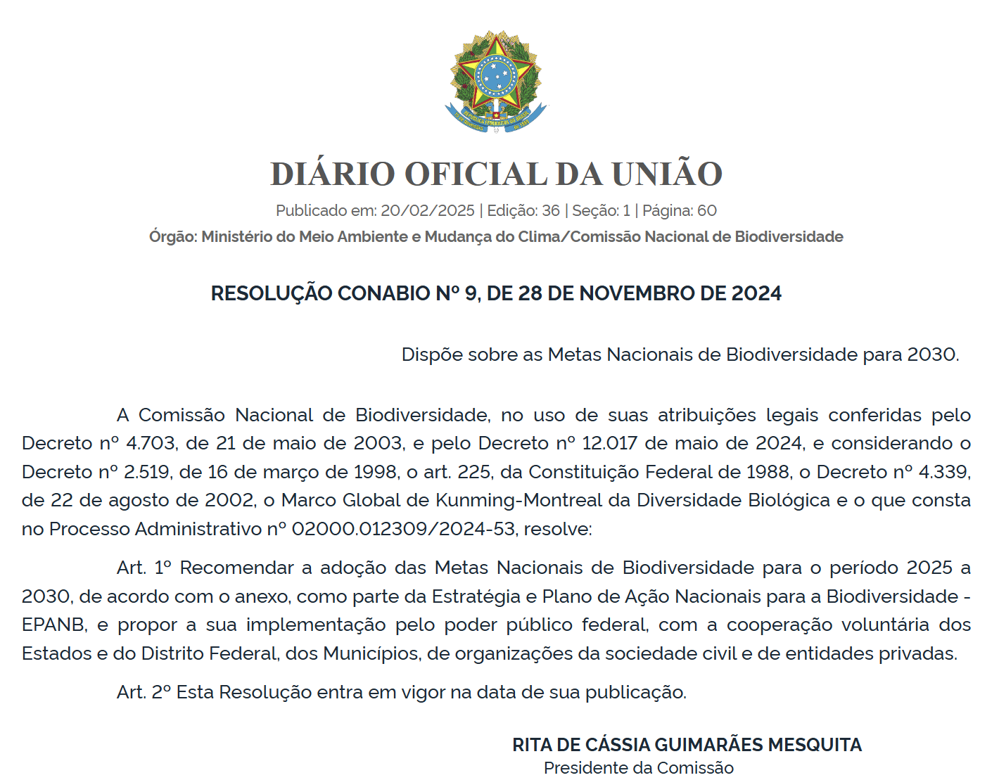 REPÚBLICA FEDERATIVA DO BRASIL
DIÁRIO OFICIAL DA UNIÃO
Publicado em: 20/02/2025 | Edição: 36 | Seção: 1 | Página: 60
Órgão: Ministério do Meio Ambiente e Mudança do Clima/Comissão Nacional de Biodiversidade
RESOLUÇÃO CONABIO Nº 9, DE 28 DE NOVEMBRO DE 2024
Dispõe sobre as Metas Nacionais de Biodiversidade para 2030.
A Comissão Nacional de Biodiversidade, no uso de suas atribuições legais conferidas pelo
Decreto nº 4.703, de 21 de maio de 2003, e pelo Decreto nº 12.017 de maio de 2024, e considerando o
Decreto nº 2.519, de 16 de março de 1998, o art. 225, da Constituição Federal de 1988, o Decreto nº 4.339,
de 22 de agosto de 2002, o Marco Global de Kunming-Montreal da Diversidade Biológica e o que consta
no Processo Administrativo nº 02000.012309/2024-53, resolve:
Art. 1º Recomendar a adoção das Metas Nacionais de Biodiversidade para o período 2025 a
2030, de acordo com o anexo, como parte da Estratégia e Plano de Ação Nacionais para a Biodiversidade -
EPANB, e propor a sua implementação pelo poder público federal, com a cooperação voluntária dos
Estados e do Distrito Federal, dos Municípios, de organizações da sociedade civil e de entidades privadas.
Art. 2º Esta Resolução entra em vigor na data de sua publicação.
RITA DE CÁSSIA GUIMARÃES MESQUITA
Presidente da Comissão